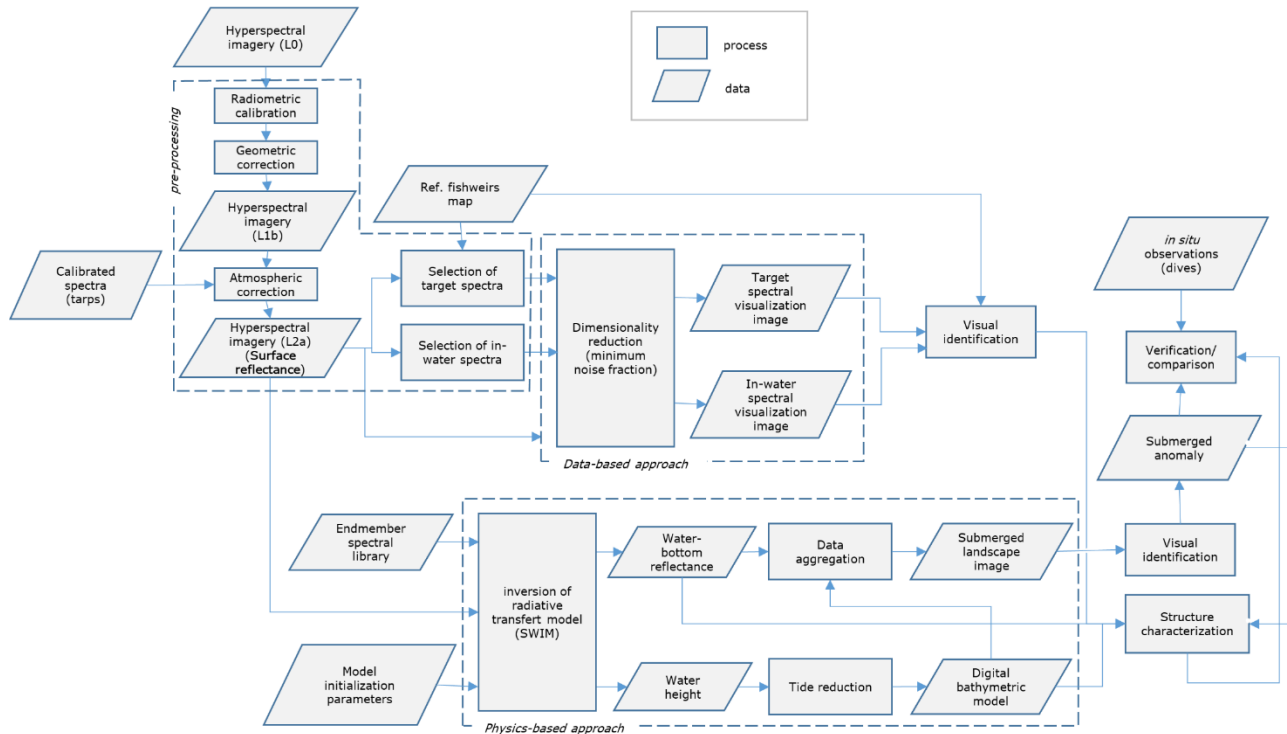 Hyperspectral
imagery (L0)
process
data
pre-processing
Radiometric
calibration
Geometric
correction
Hyperspectral
imagery
(L1b)
Ref. fishweirs
map
in situ
observations
(dives)
Calibrated
spectra
(tarps)
Atmospheric
correction
Selection of
target spectra
Target
spectral
visualization
image
Hyperspectral
imagery (L2a)
(Surface
reflectance)
Selection of in-
water spectra
Dimensionality
reduction
(minimum
noise fraction)
Visual
identification
Verification/
comparison
In-water
spectral
visualization
image
Data-based approach
Submerged
anomaly
Endmember
spectral
library
Water-
bottom
reflectance
Data
aggregation
Submerged
landscape
image
Visual
identification
inversion of
radiative
transfert model
(SWIM)
Structure
characterization
Model
initialization
parameters
Water
height
Tide reduction
Digital
bathymetric
model
Physics-based approach